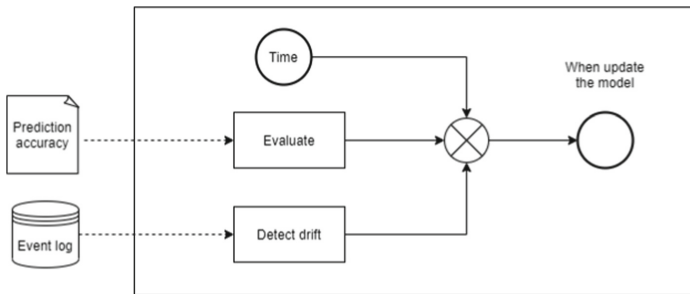 Time
When update
the model
Prediction
accuracy
Evaluate
Event log
Detect drift